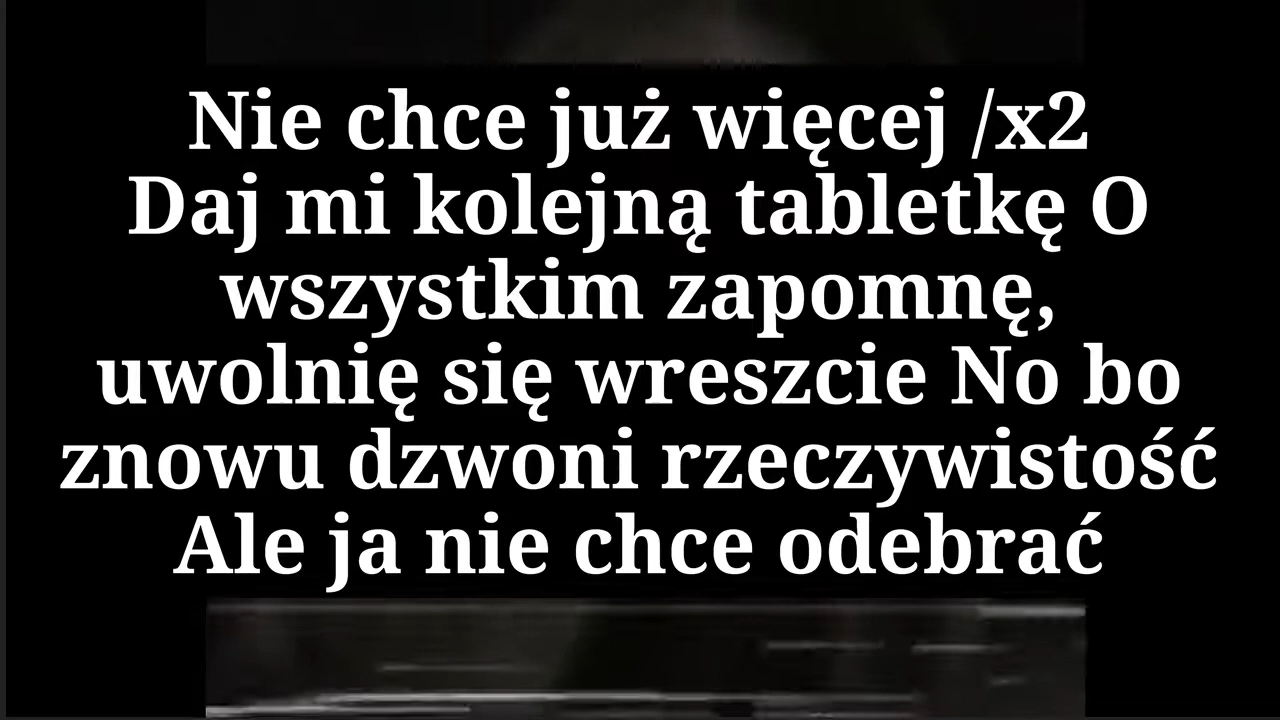 Nie chce już więcej /x2
Daj mi kolejną tabletkę O
wszystkim zapomnę,
uwolnię się wreszcie No bo
znowu dzwoni rzeczywistość
Ale ja nie chce odebrać